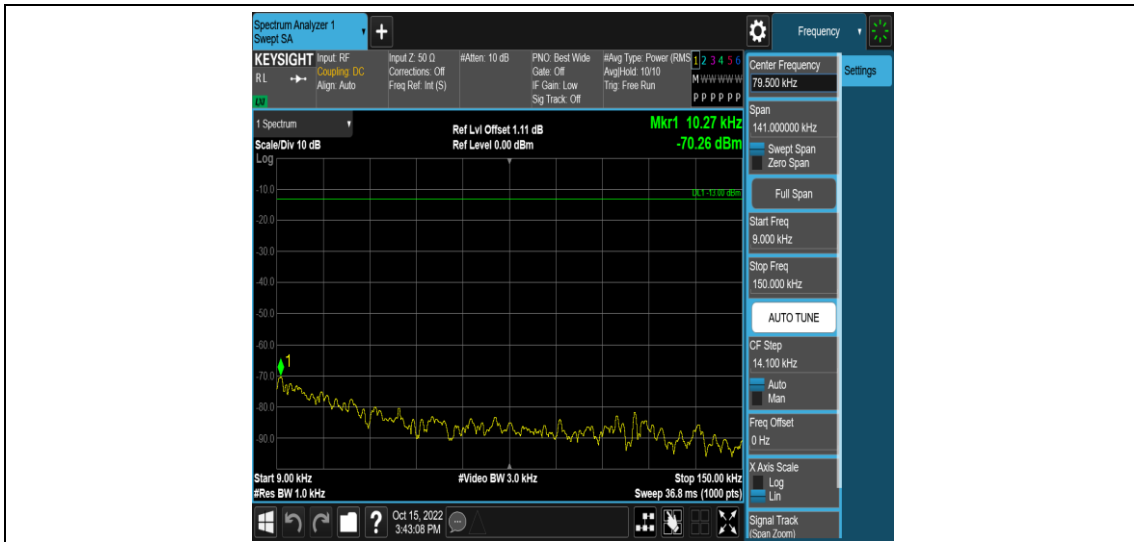 Spectrum Analyzer 1
Swept SA
Frequency
KEYSIGHT
Input: RF
Input Z: 50 Ω
#Atten: 10 dB
PNO: Best Wide
#Avg Type: Power (RMS
1 2 3 4 5 6
RL
Coupling: DC
Corrections: Off
Gate: Off
Avg|Hold: 10/10
M W W W W W
Align: Auto
Freq Ref: Int (S)
IF Gain: Low
Trig: Free Run
Sig Track: Off
P P P P P P
LXI
1 Spectrum
Ref Lvl Offset 1.11 dB
Mkr1 10.27 kHz
Scale/Div 10 dB
Ref Level 0.00 dBm
-70.26 dBm
Log
-10.0
DL1 -13.00 dBm
-20.0
-30.0
-40.0
-50.0
-60.0
1
-70.0
-80.0
-90.0
Start 9.00 kHz
#Video BW 3.0 kHz
Stop 150.00 kHz
#Res BW 1.0 kHz
Sweep 36.8 ms (1000 pts)
Oct 15, 2022
3:43:08 PM
Center Frequency
79.500 kHz
Settings
Span
141.000000 kHz
Swept Span
Zero Span
Full Span
Start Freq
9.000 kHz
Stop Freq
150.000 kHz
AUTO TUNE
CF Step
14.100 kHz
Auto
Man
Freq Offset
0 Hz
X Axis Scale
Log
Lin
Signal Track
(Span Zoom)